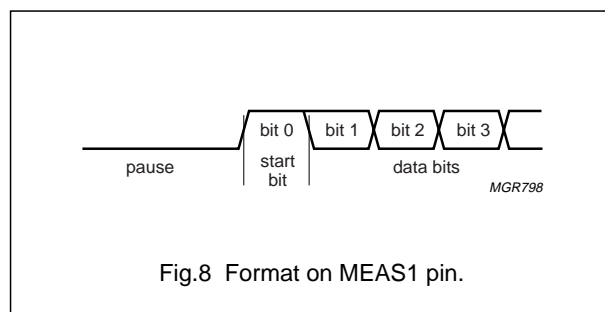 bit 0 bit 1 bit 2 bit 3
pause start data bits
bit
MGR798
Fig.8 Format on MEAS1 pin.